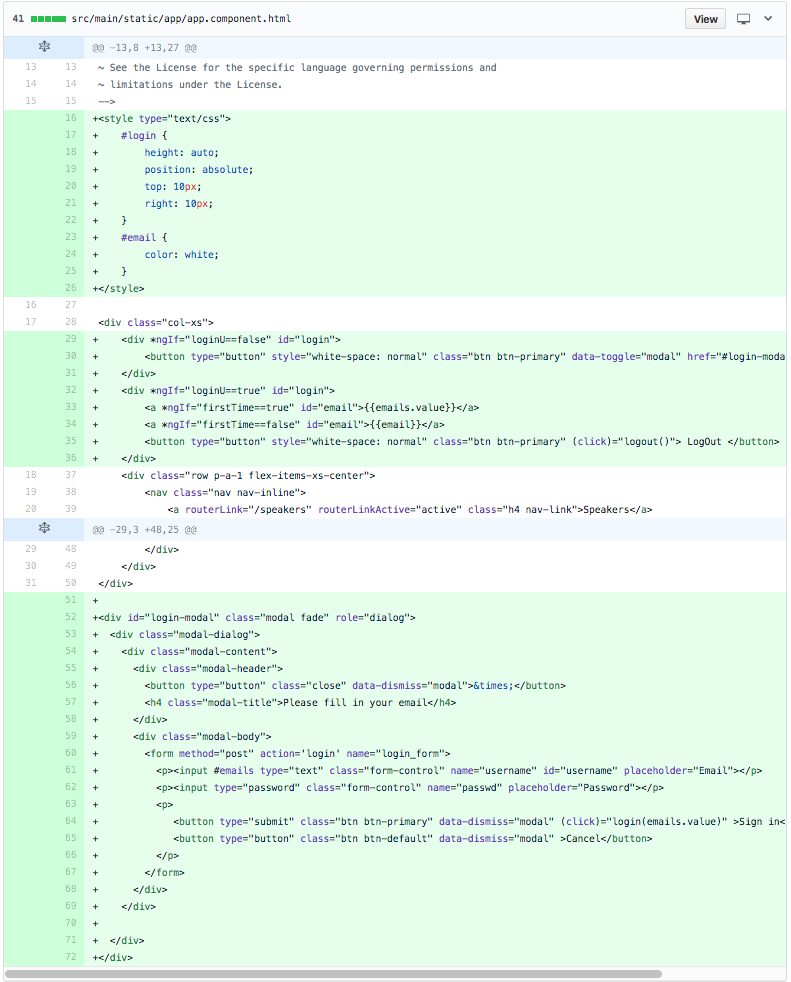 41 src/main/static/app/app.component.html View
@@ -13,8 +13,27 @@
13 13 ~ See the License for the specific language governing permissions and
14 14 ~ limitations under the License.
15 15 -->
16 +<style type="text/css">
17 + #login {
18 + height: auto;
19 + position: absolute;
20 + top: 10px;
21 + right: 10px;
22 + }
23 + #email {
24 + color: white;
25 + }
26 +</style>
16 27
17 28 <div class="col-xs">
29 + <div *ngIf="loginU==false" id="login">
30 + <button type="button" style="white-space: normal" class="btn btn-primary" data-toggle="modal" href="#login-moda
31 + </div>
32 + <div *ngIf="loginU==true" id="login">
33 + <a *ngIf="firstTime==true" id="email">{{emails.value}}</a>
34 + <a *ngIf="firstTime==false" id="email">{{email}}</a>
35 + <button type="button" style="white-space: normal" class="btn btn-primary" (click)="logout()"> LogOut </button>
36 + </div>
18 37 <div class="row p-a-1 flex-items-xs-center">
19 38 <nav class="nav nav-inline">
20 39 <a routerLink="/speakers" routerLinkActive="active" class="h4 nav-link">Speakers</a>
@@ -29,3 +48,25 @@
29 48 </div>
30 49 </div>
31 50 </div>
51 +
52 +<div id="login-modal" class="modal fade" role="dialog">
53 + <div class="modal-dialog">
54 + <div class="modal-content">
55 + <div class="modal-header">
56 + <button type="button" class="close" data-dismiss="modal">&times;</button>
57 + <h4 class="modal-title">Please fill in your email</h4>
58 + </div>
59 + <div class="modal-body">
60 + <form method="post" action='login' name="login_form">
61 + <p><input #emails type="text" class="form-control" name="username" id="username" placeholder="Email"></p>
62 + <p><input type="password" class="form-control" name="passwd" placeholder="Password"></p>
63 + <p>
64 + <button type="submit" class="btn btn-primary" data-dismiss="modal" (click)="login(emails.value)" >Sign in<
65 + <button type="button" class="btn btn-default" data-dismiss="modal" >Cancel</button>
66 + </p>
67 + </form>
68 + </div>
69 + </div>
70 +
71 + </div>
72 +</div>